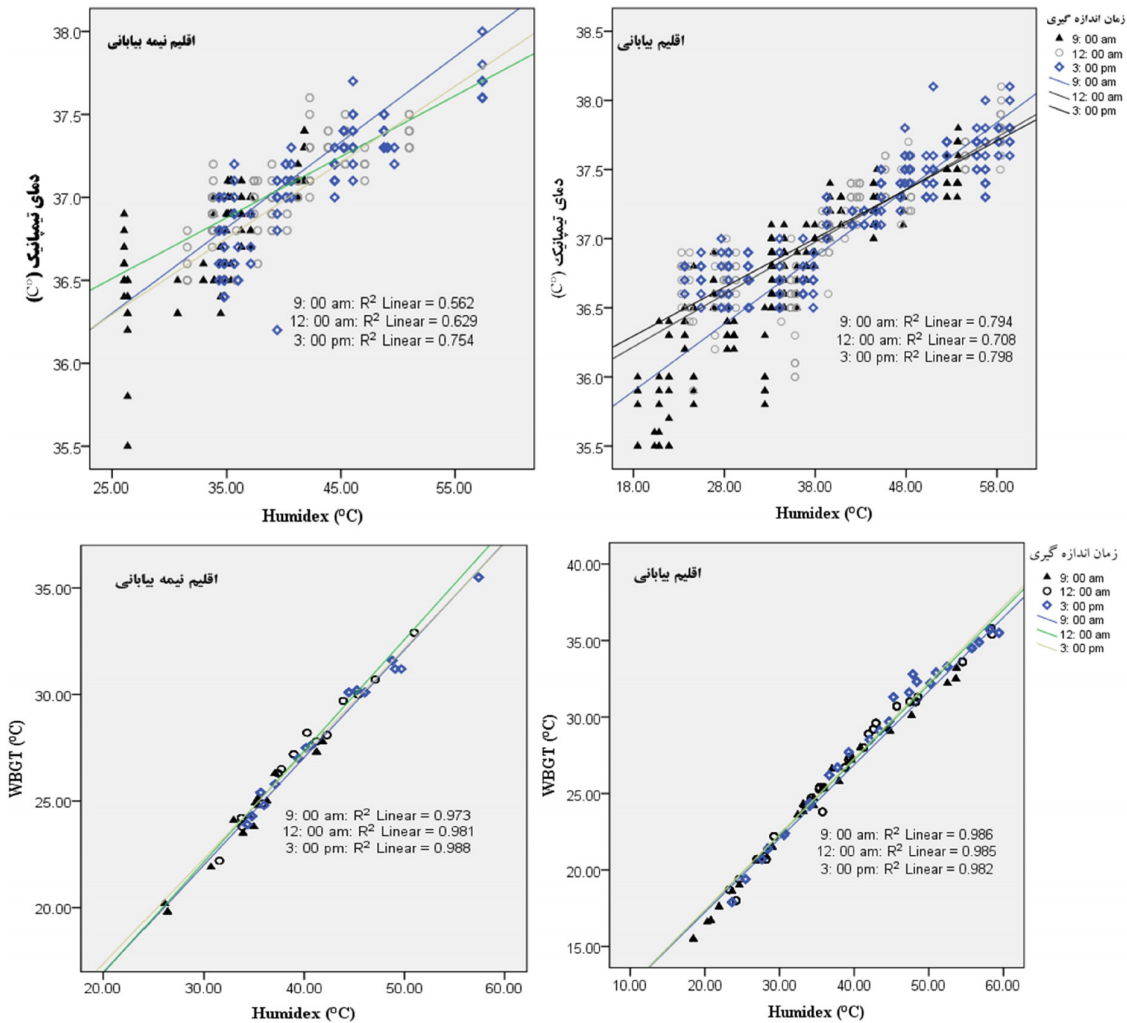 اقلیم نیمه بیابانی
دمای تیمپانیک (C°)
38.0
37.5
37.0
36.5
36.0
35.5
9: 00 am: R² Linear = 0.562
12: 00 am: R² Linear = 0.629
3: 00 pm: R² Linear = 0.754
25.00 35.00 45.00 55.00
Humidex (°C)
اقلیم بیابانی
دمای تیمپانیک (C°)
38.5
38.0
37.5
37.0
36.5
36.0
35.5
9: 00 am: R² Linear = 0.794
12: 00 am: R² Linear = 0.708
3: 00 pm: R² Linear = 0.798
18.00 28.00 38.00 48.00 58.00
Humidex (°C)
زمان اندازه گیری
9: 00 am
12: 00 am
3: 00 pm
9: 00 am
12: 00 am
3: 00 pm
اقلیم نیمه بیابانی
WBGT (°C)
35.00
30.00
25.00
20.00
9: 00 am: R² Linear = 0.973
12: 00 am: R² Linear = 0.981
3: 00 pm: R² Linear = 0.988
20.00 30.00 40.00 50.00 60.00
Humidex (°C)
اقلیم بیابانی
WBGT (°C)
40.00
35.00
30.00
25.00
20.00
15.00
9: 00 am: R² Linear = 0.986
12: 00 am: R² Linear = 0.985
3: 00 pm: R² Linear = 0.982
10.00 20.00 30.00 40.00 50.00 60.00
Humidex (°C)
زمان اندازه گیری
9: 00 am
12: 00 am
3: 00 pm
9: 00 am
12: 00 am
3: 00 pm